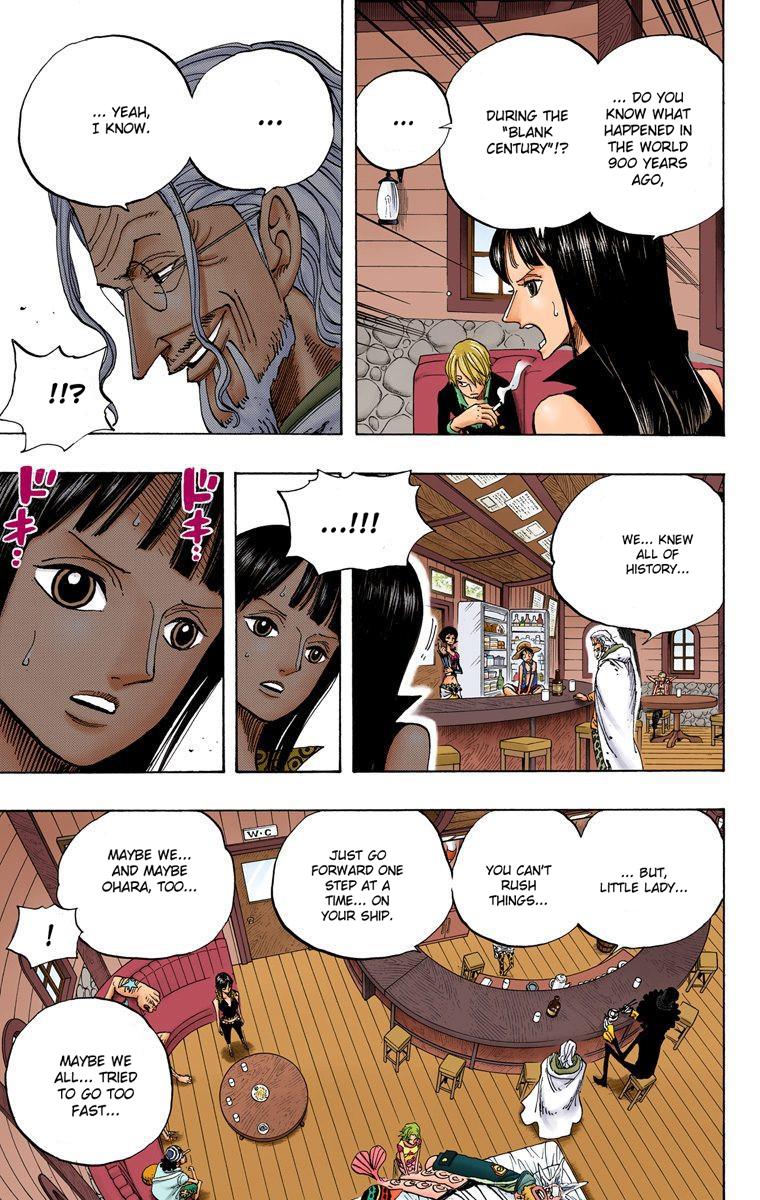 ... DO YOU
KNOW WHAT
HAPPENED IN
THE WORLD
900 YEARS
AGO,
DURING THE
"BLANK
CENTURY"!?
...
...
... YEAH,
I KNOW.
!!?
WE... KNEW
ALL OF
HISTORY...
...!!!
ドキ...
ドキ...
... BUT,
LITTLE LADY...
YOU CAN'T
RUSH
THINGS...
JUST GO
FORWARD ONE
STEP AT A
TIME... ON
YOUR SHIP.
MAYBE WE...
AND MAYBE
OHARA, TOO...
!
MAYBE WE
ALL... TRIED
TO GO TOO
FAST...
W·C